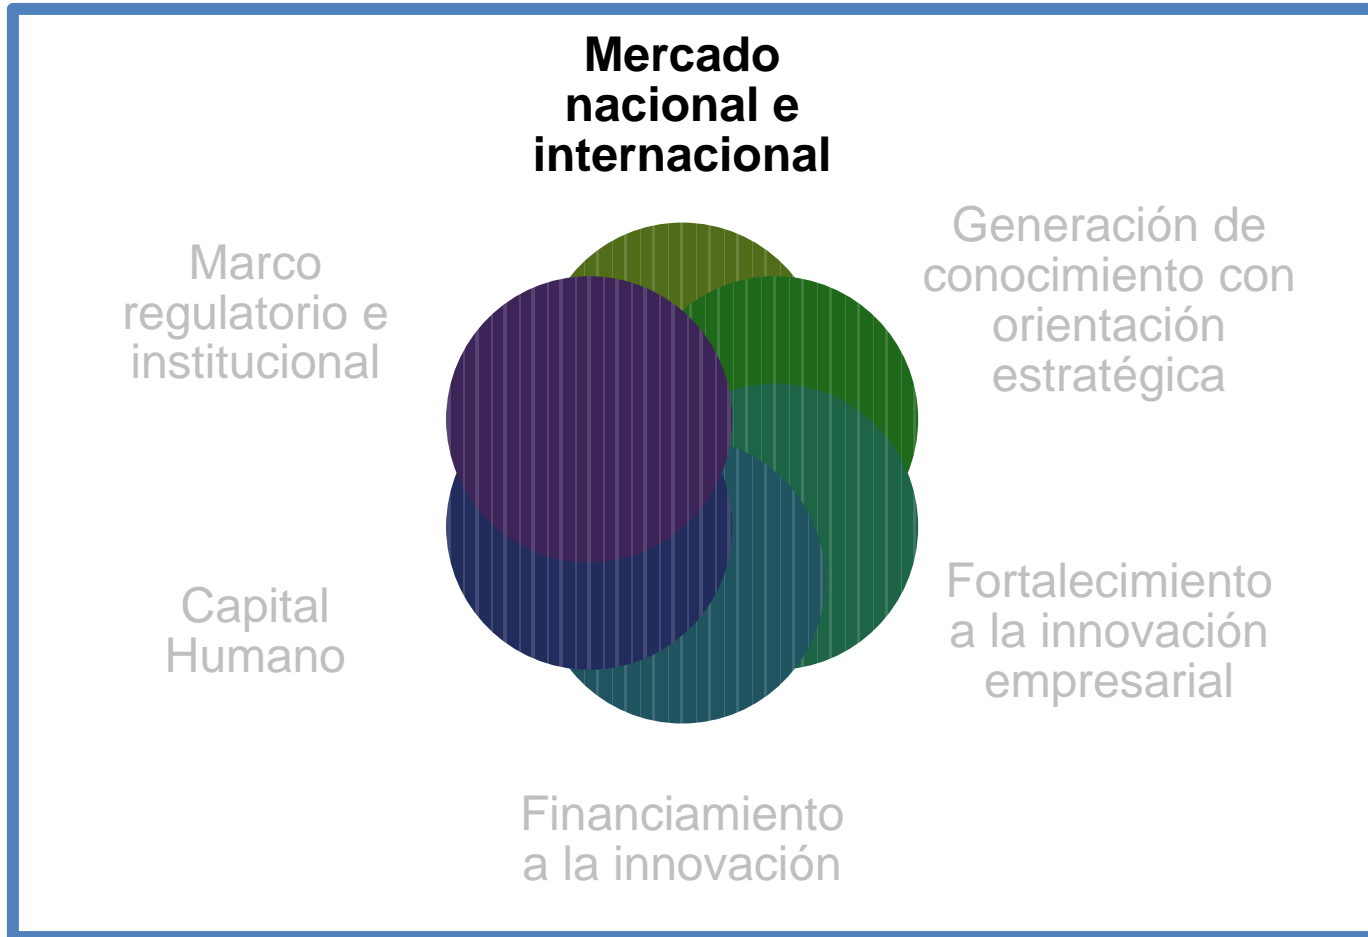 Mercado
nacional e
internacional
Generación de
conocimiento con
orientación
estratégica
Fortalecimiento
a la innovación
empresarial
Financiamiento
a la innovación
Capital
Humano
Marco
regulatorio e
institucional